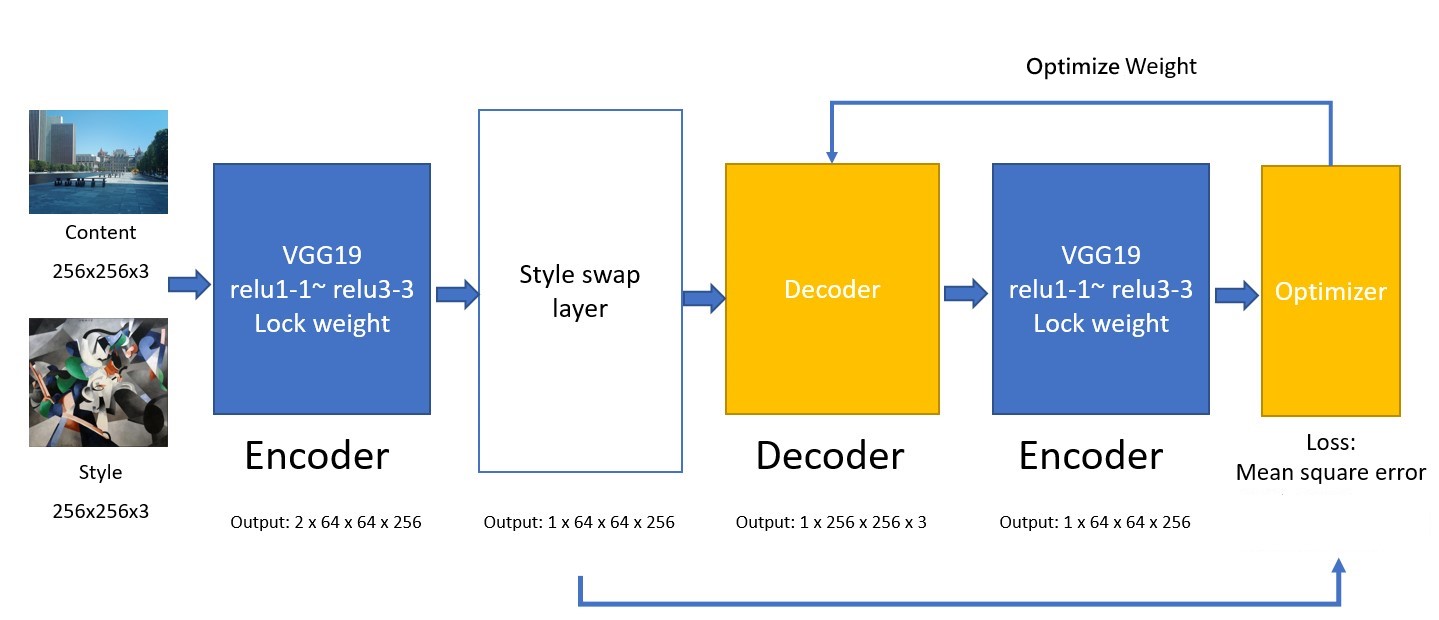 Optimize Weight
Content
256x256x3
Style
256x256x3
VGG19
relu1-1~ relu3-3
Lock weight
Encoder
Output: 2 x 64 x 64 x 256
Style swap
layer
Output: 1 x 64 x 64 x 256
Decoder
Decoder
Output: 1 x 256 x 256 x 3
VGG19
relu1-1~ relu3-3
Lock weight
Encoder
Output: 1 x 64 x 64 x 256
Optimizer
Loss:
Mean square error